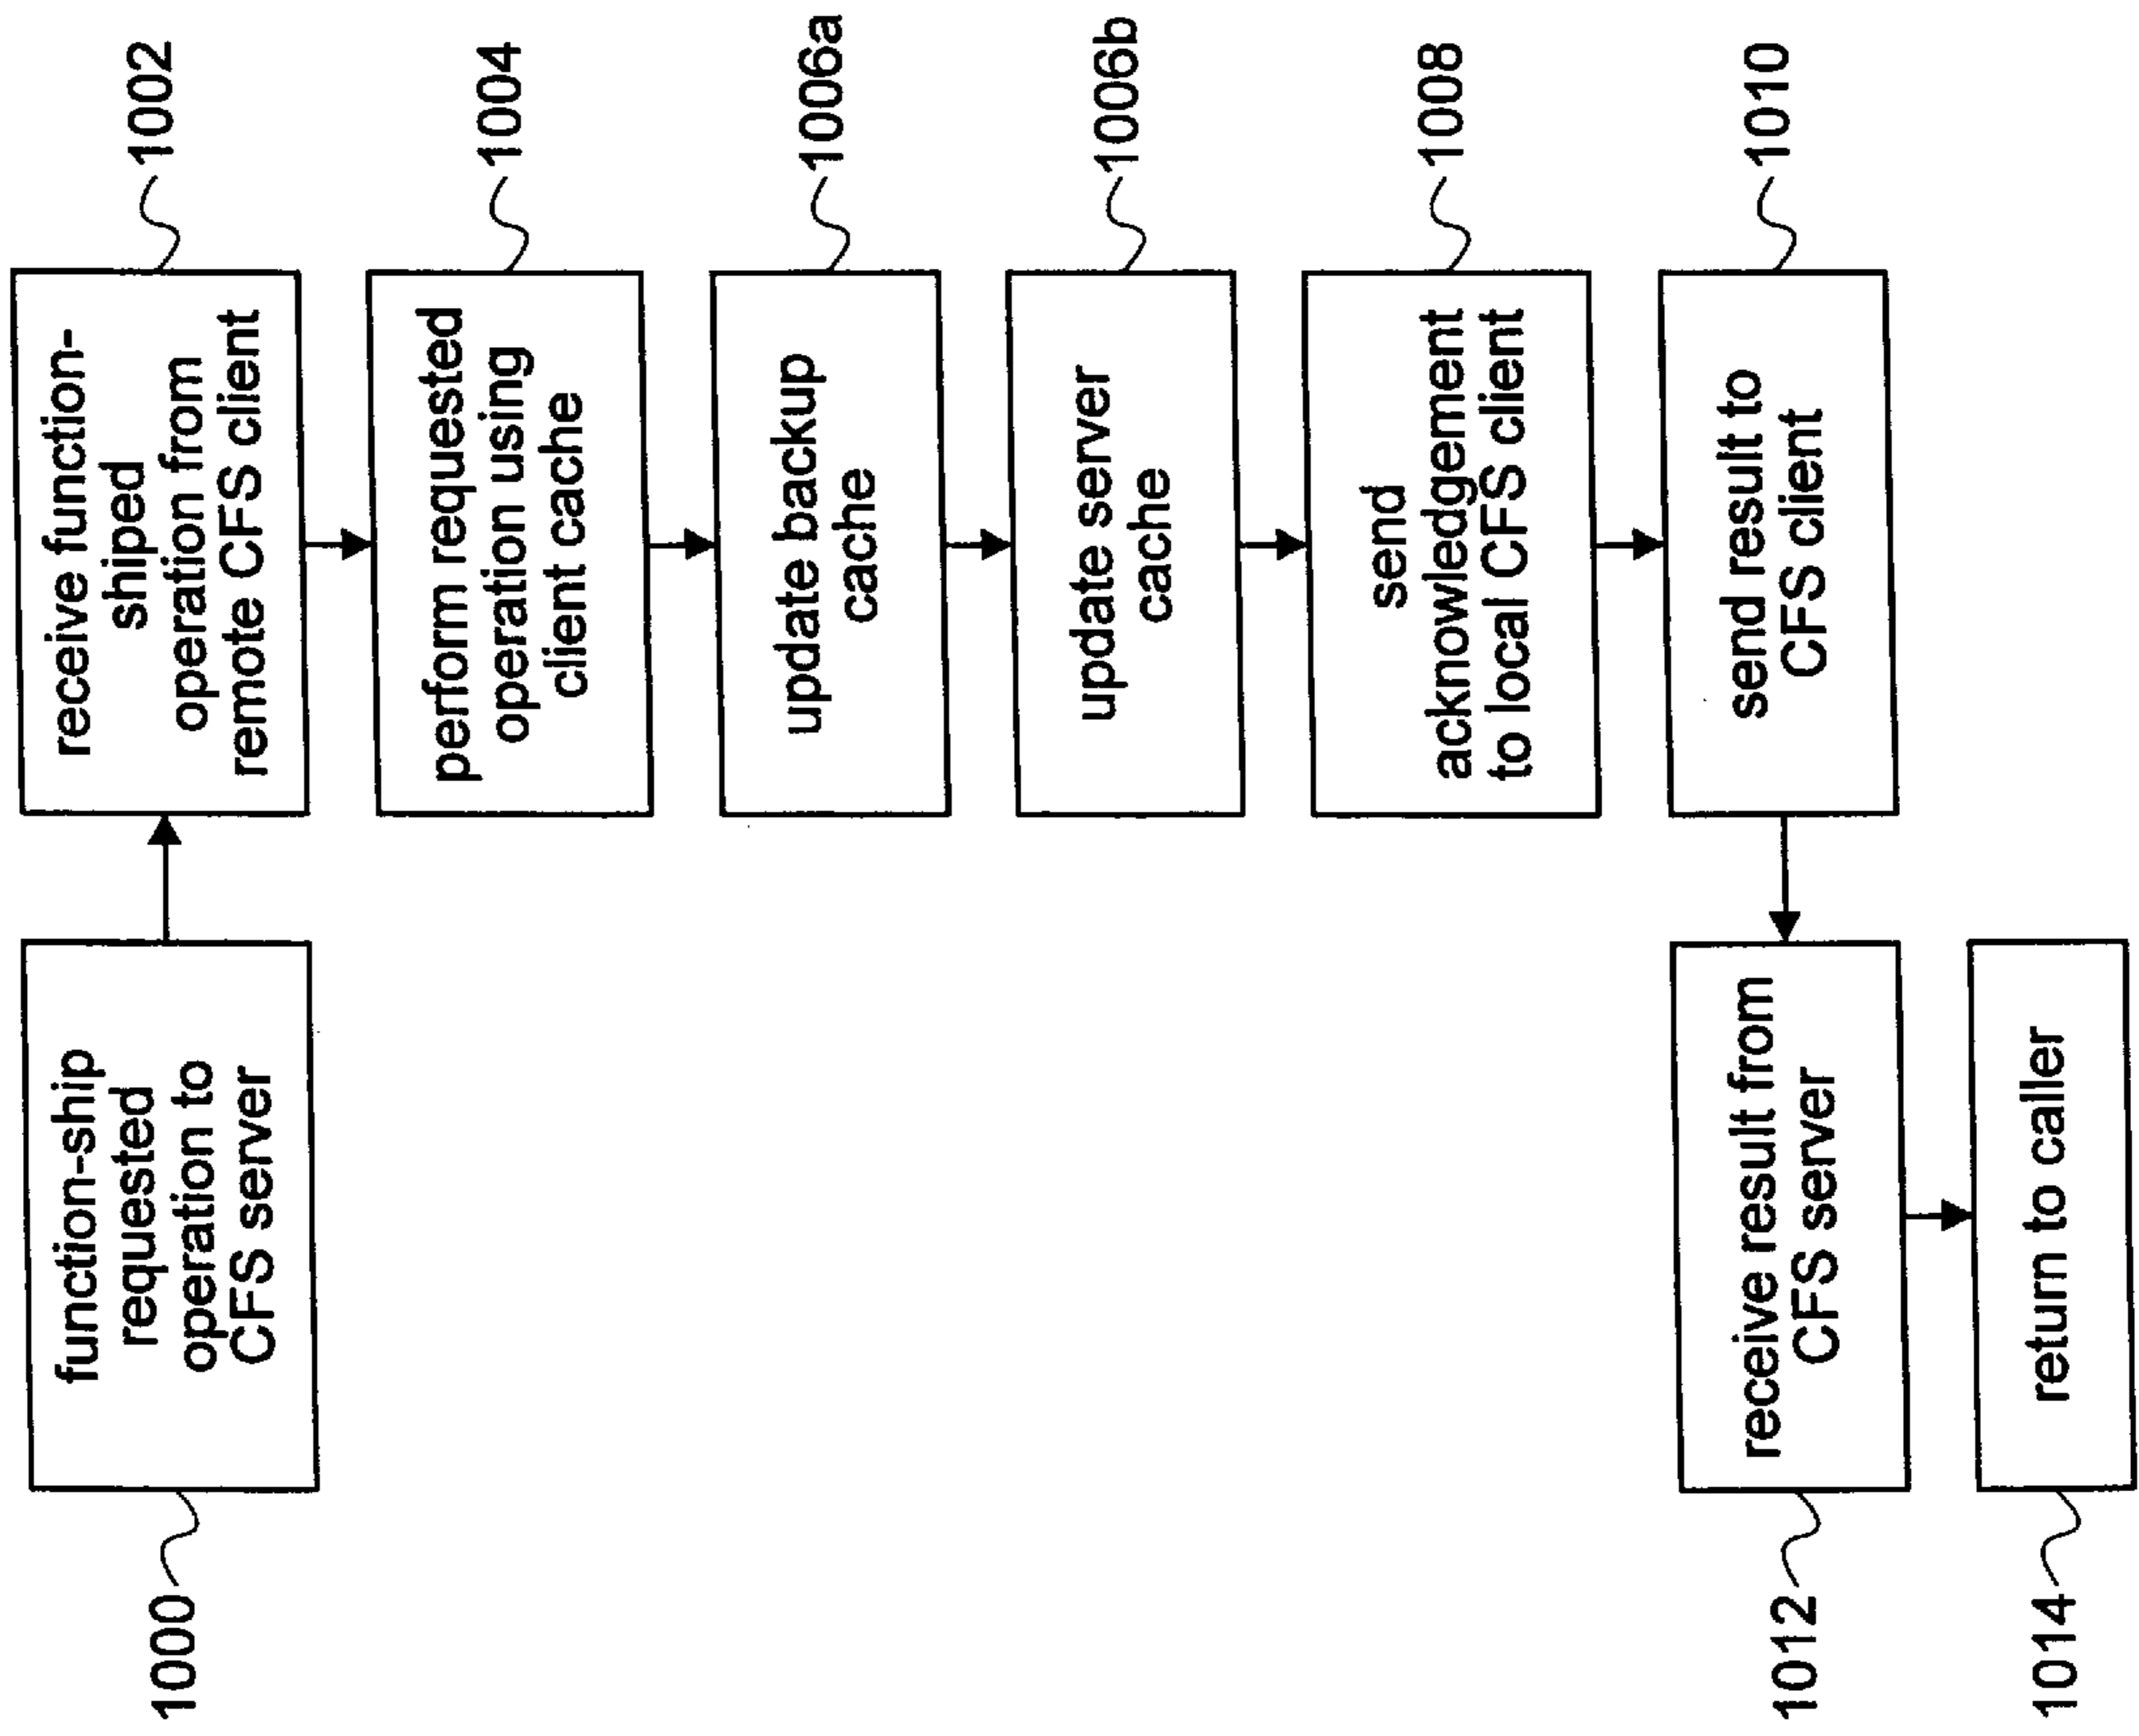 1000
function-ship
requested
operation to
CFS server
receive function-
shiped
operation from
remote CFS client
1002
perform requested
operation using
client cache
1004
update backup
cache
1006a
update server
cache
1006b
send
acknowledgement
to local CFS client
1008
send result to
CFS client
1010
1012
receive result from
CFS server
1014
return to caller